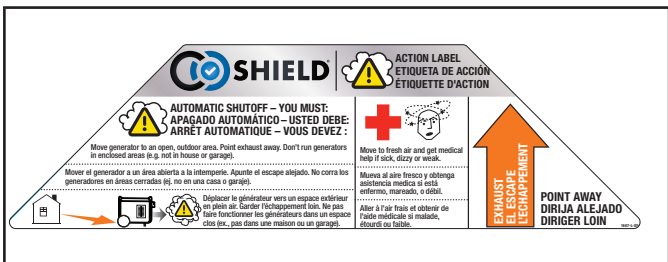 CO SHIELD®
ACTION LABEL
ETIQUETA DE ACCIÓN
ÉTIQUETTE D'ACTION
AUTOMATIC SHUTOFF – YOU MUST:
APAGADO AUTOMÁTICO – USTED DEBE:
ARRÊT AUTOMATIQUE – VOUS DEVEZ :
Move generator to an open, outdoor area. Point exhaust away. Don't run generators
in enclosed areas (e.g. not in house or garage).
Mover el generador a un área abierta a la intemperie. Apunte el escape alejado. No corra los
generadores en áreas cerradas (ej. no en una casa o garaje).
Déplacer le générateur vers un espace extérieur
en plein air. Garder l'échappement loin. Ne pas
faire fonctionner les générateurs dans un espace
clos (ex., pas dans une maison ou un garage).
Move to fresh air and get medical
help if sick, dizzy or weak.
Mueva al aire fresco y obtenga
asistencia medica si está
enfermo, mareado, o débil.
Aller à l'air frais et obtenir de
l'aide médicale si malade,
étourdi ou faible.
EXHAUST
EL ESCAPE
L'ÉCHAPPEMENT
POINT AWAY
DIRIJA ALEJADO
DIRIGER LOIN